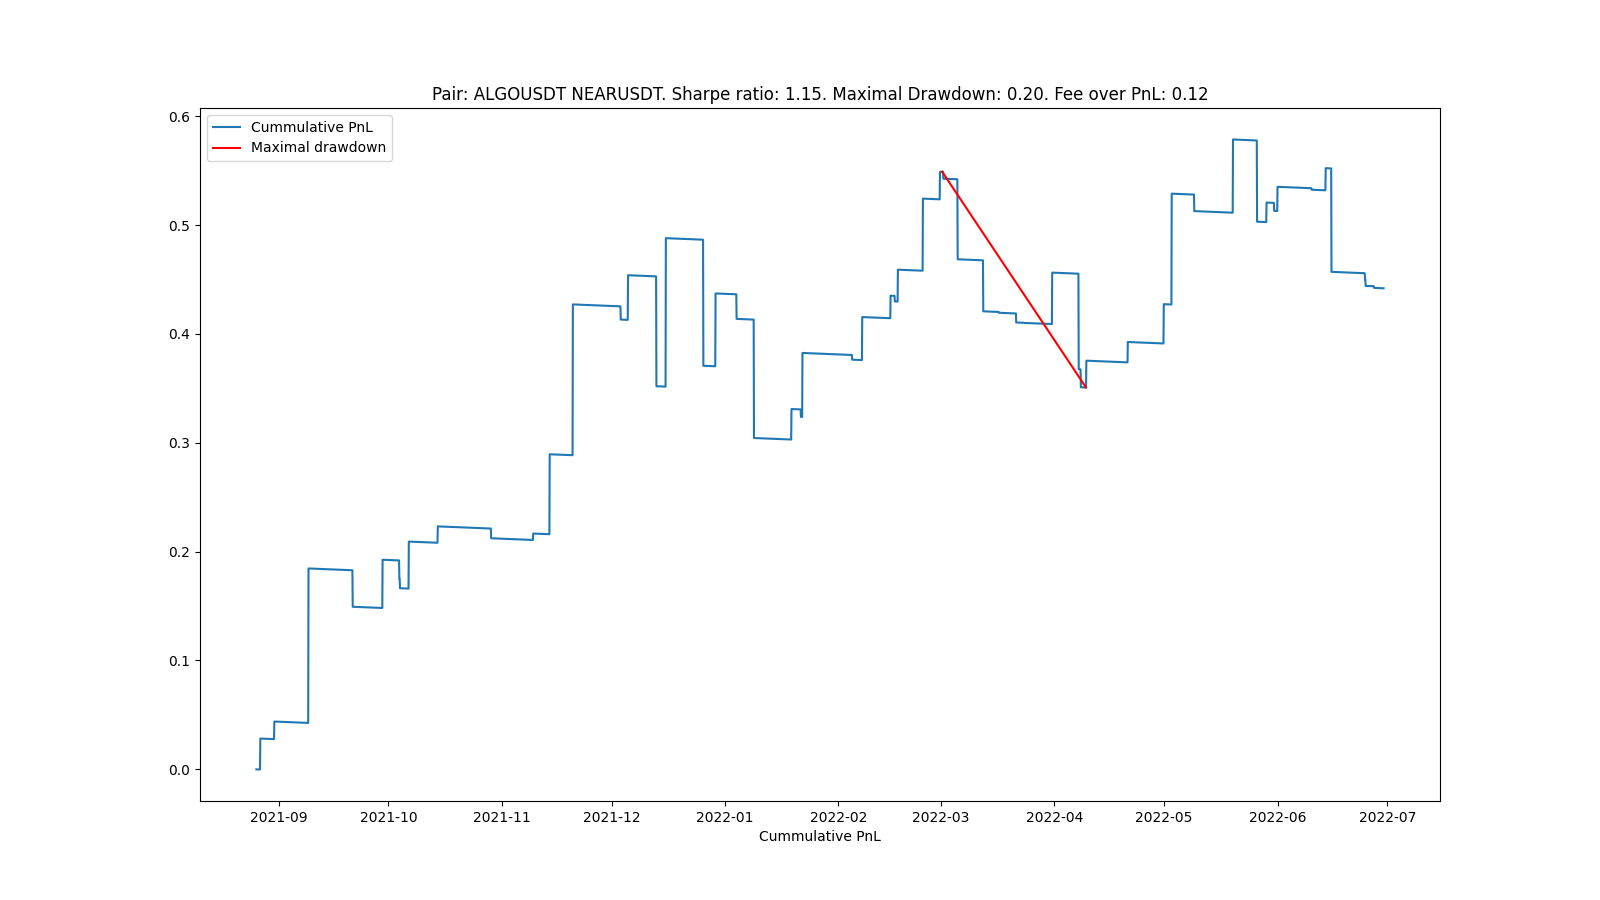 Pair: ALGOUSDT NEARUSDT. Sharpe ratio: 1.15. Maximal Drawdown: 0.20. Fee over PnL: 0.12
Cummulative PnL
Maximal drawdown
0.6
0.5
0.4
0.3
0.2
0.1
0.0
2021-09 2021-10 2021-11 2021-12 2022-01 2022-02 2022-03 2022-04 2022-05 2022-06 2022-07
Cummulative PnL